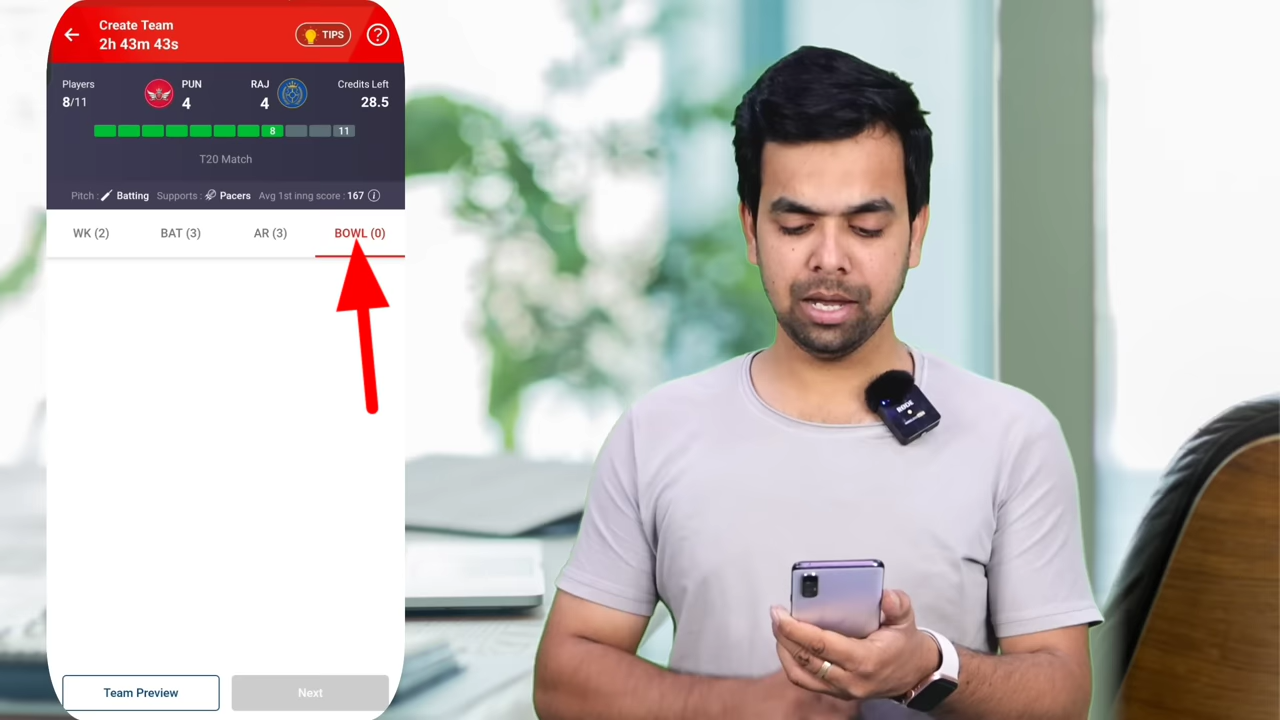 Create Team
2h 43m 43s
TIPS
?
Players
8/11
PUN
4
RAJ
4
Credits Left
28.5
8
11
T20 Match
Pitch : Batting Supports : Pacers Avg 1st inng score : 167 i
WK (2)
BAT (3)
AR (3)
BOWL (0)
RODE
Team Preview
Next